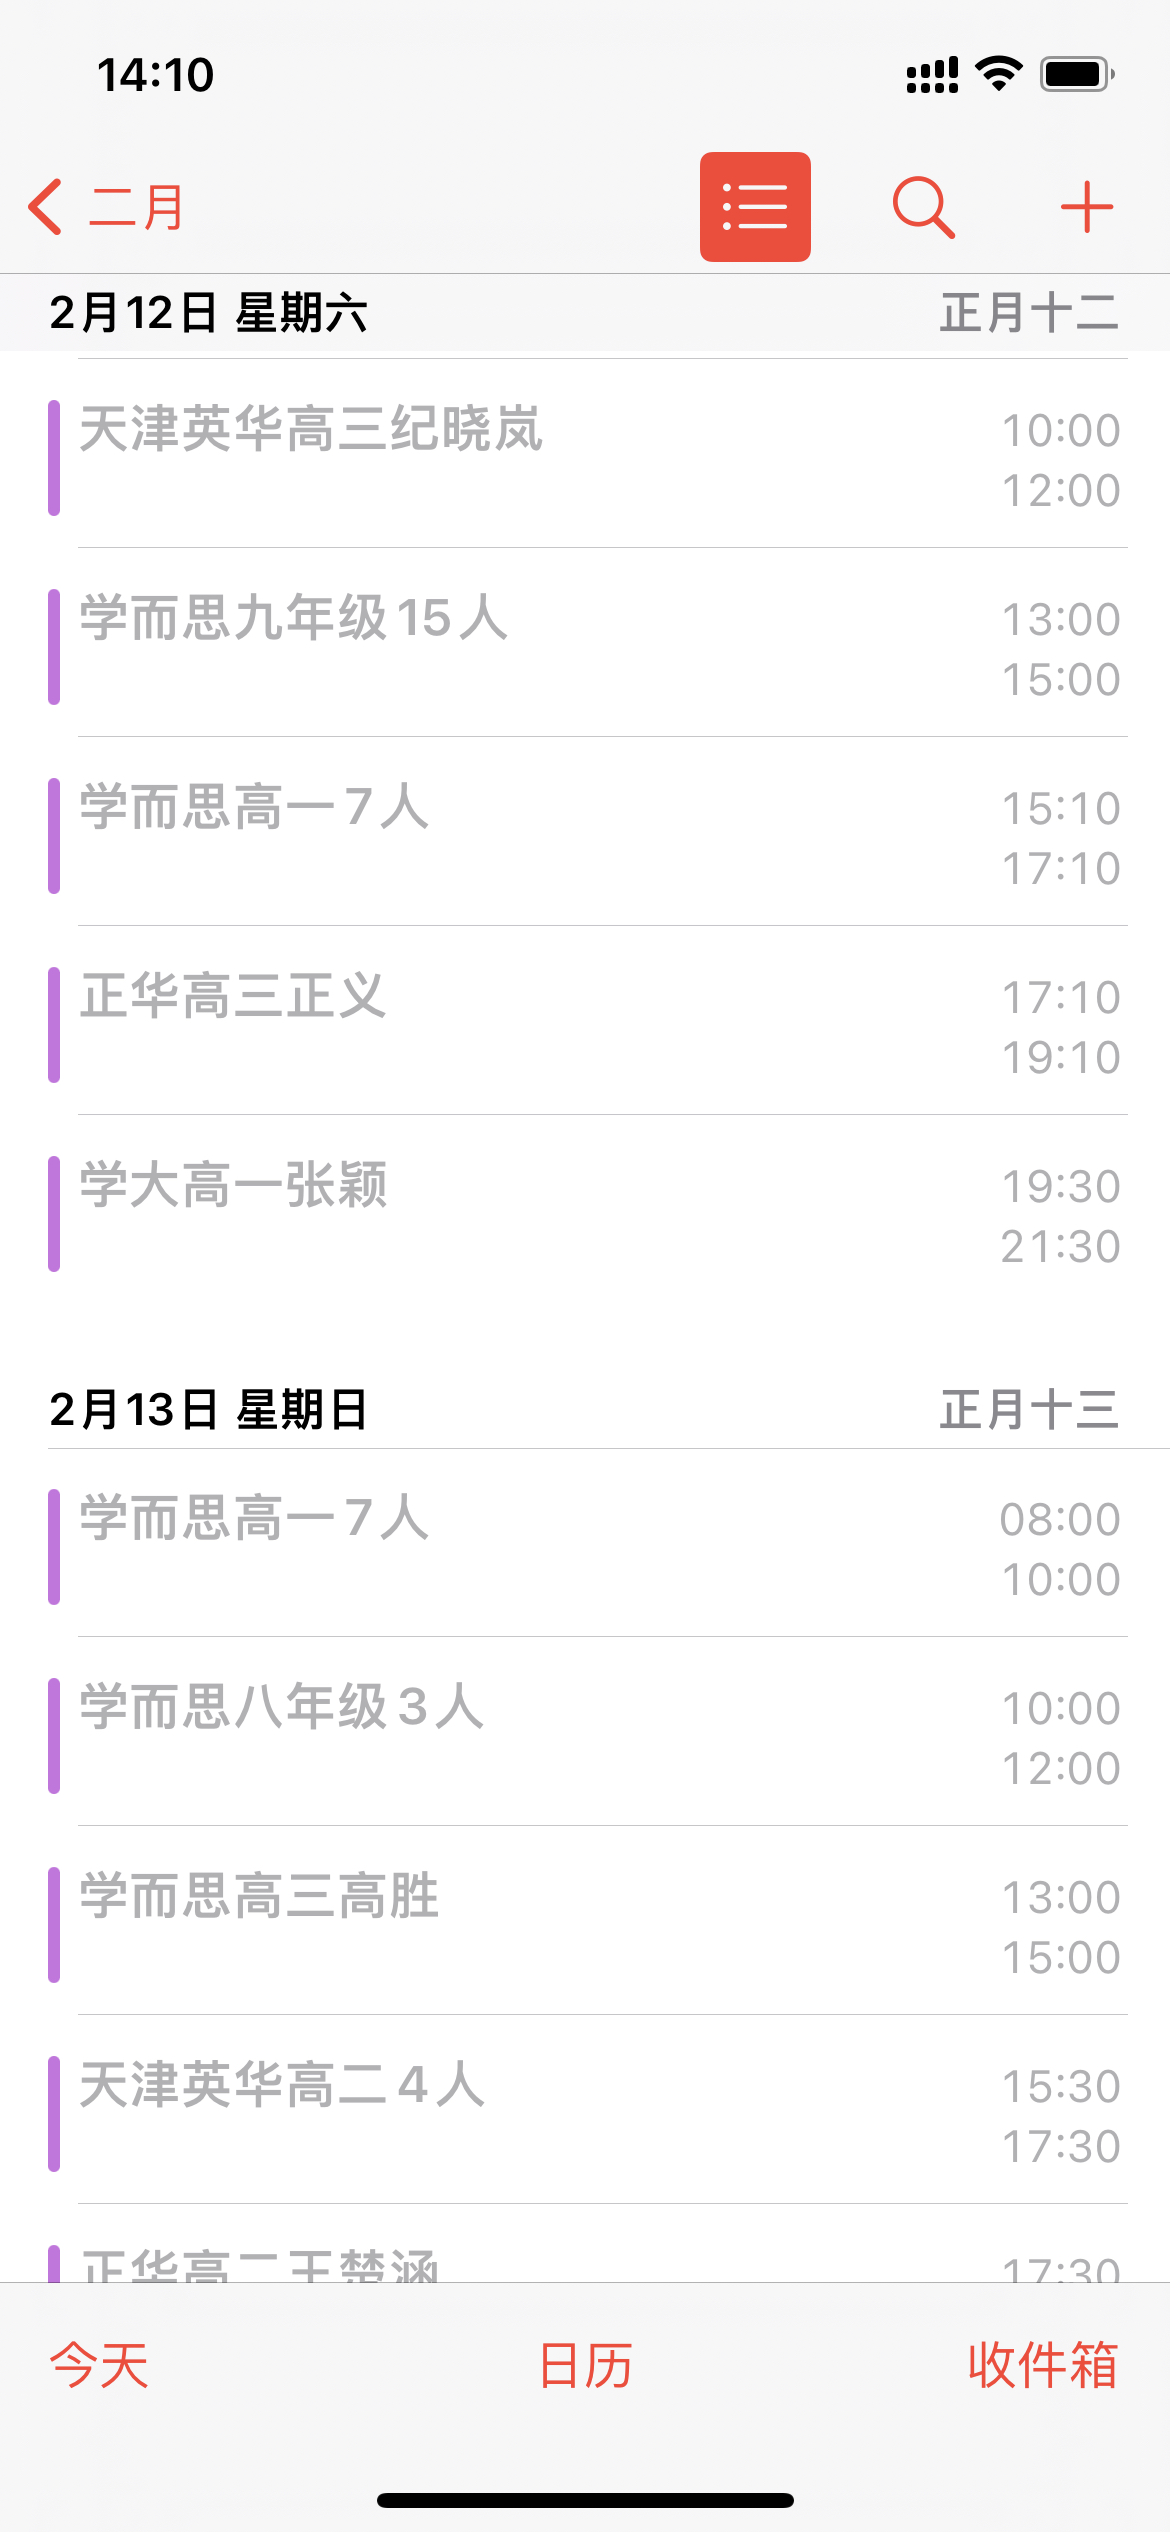 14:10
二月
2月12日 星期六 正月十二
天津英华高三纪晓岚 10:00
12:00
学而思九年级15人 13:00
15:00
学而思高一7人 15:10
17:10
正华高三正义 17:10
19:10
学大高一张颖 19:30
21:30
2月13日 星期日 正月十三
学而思高一7人 08:00
10:00
学而思八年级3人 10:00
12:00
学而思高三高胜 13:00
15:00
天津英华高二4人 15:30
17:30
正华高二王楚涵 17:30
今天 日历 收件箱